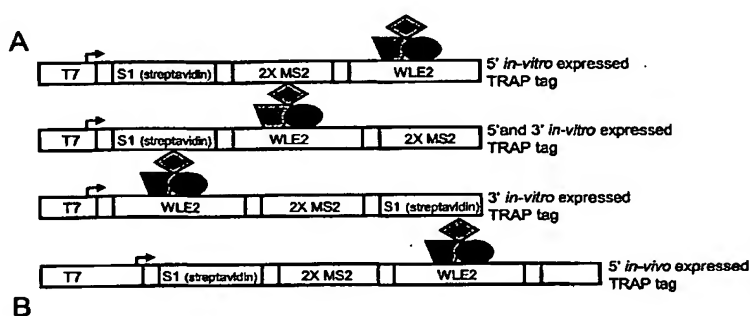 A
T7 S1 (streptavidin) 2X MS2 WLE2 5' in-vitro expressed
TRAP tag
T7 S1 (streptavidin) WLE2 2X MS2 5'and 3' in-vitro expressed
TRAP tag
T7 WLE2 2X MS2 S1 (streptavidin) 3' in-vitro expressed
TRAP tag
T7 S1 (streptavidin) 2X MS2 WLE2 5' in-vivo expressed
TRAP tag
B